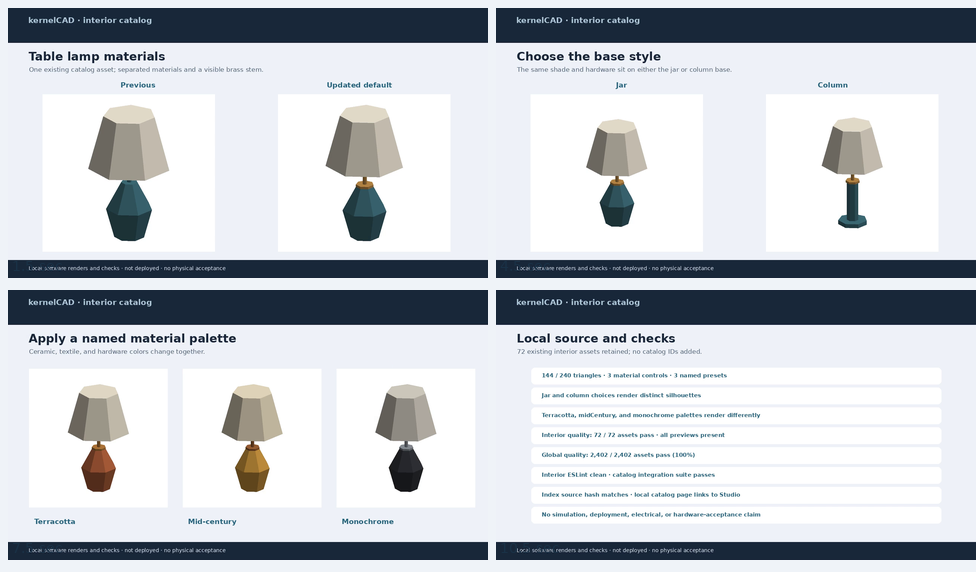 kernelCAD · interior catalog
Table lamp materials
One existing catalog asset; separated materials and a visible brass stem.
Previous
Updated default
Local software renders and checks · not deployed · no physical acceptance
kernelCAD · interior catalog
Choose the base style
The same shade and hardware sit on either the jar or column base.
Jar
Column
Local software renders and checks · not deployed · no physical acceptance
kernelCAD · interior catalog
Apply a named material palette
Ceramic, textile, and hardware colors change together.
Terracotta
Mid-century
Monochrome
Local software renders and checks · not deployed · no physical acceptance
kernelCAD · interior catalog
Local source and checks
72 existing interior assets retained; no catalog IDs added.
144 / 240 triangles · 3 material controls · 3 named presets
Jar and column choices render distinct silhouettes
Terracotta, midCentury, and monochrome palettes render differently
Interior quality: 72 / 72 assets pass · all previews present
Global quality: 2,402 / 2,402 assets pass (100%)
Interior ESLint clean · catalog integration suite passes
Index source hash matches · local catalog page links to Studio
No simulation, deployment, electrical, or hardware-acceptance claim
Local software renders and checks · not deployed · no physical acceptance